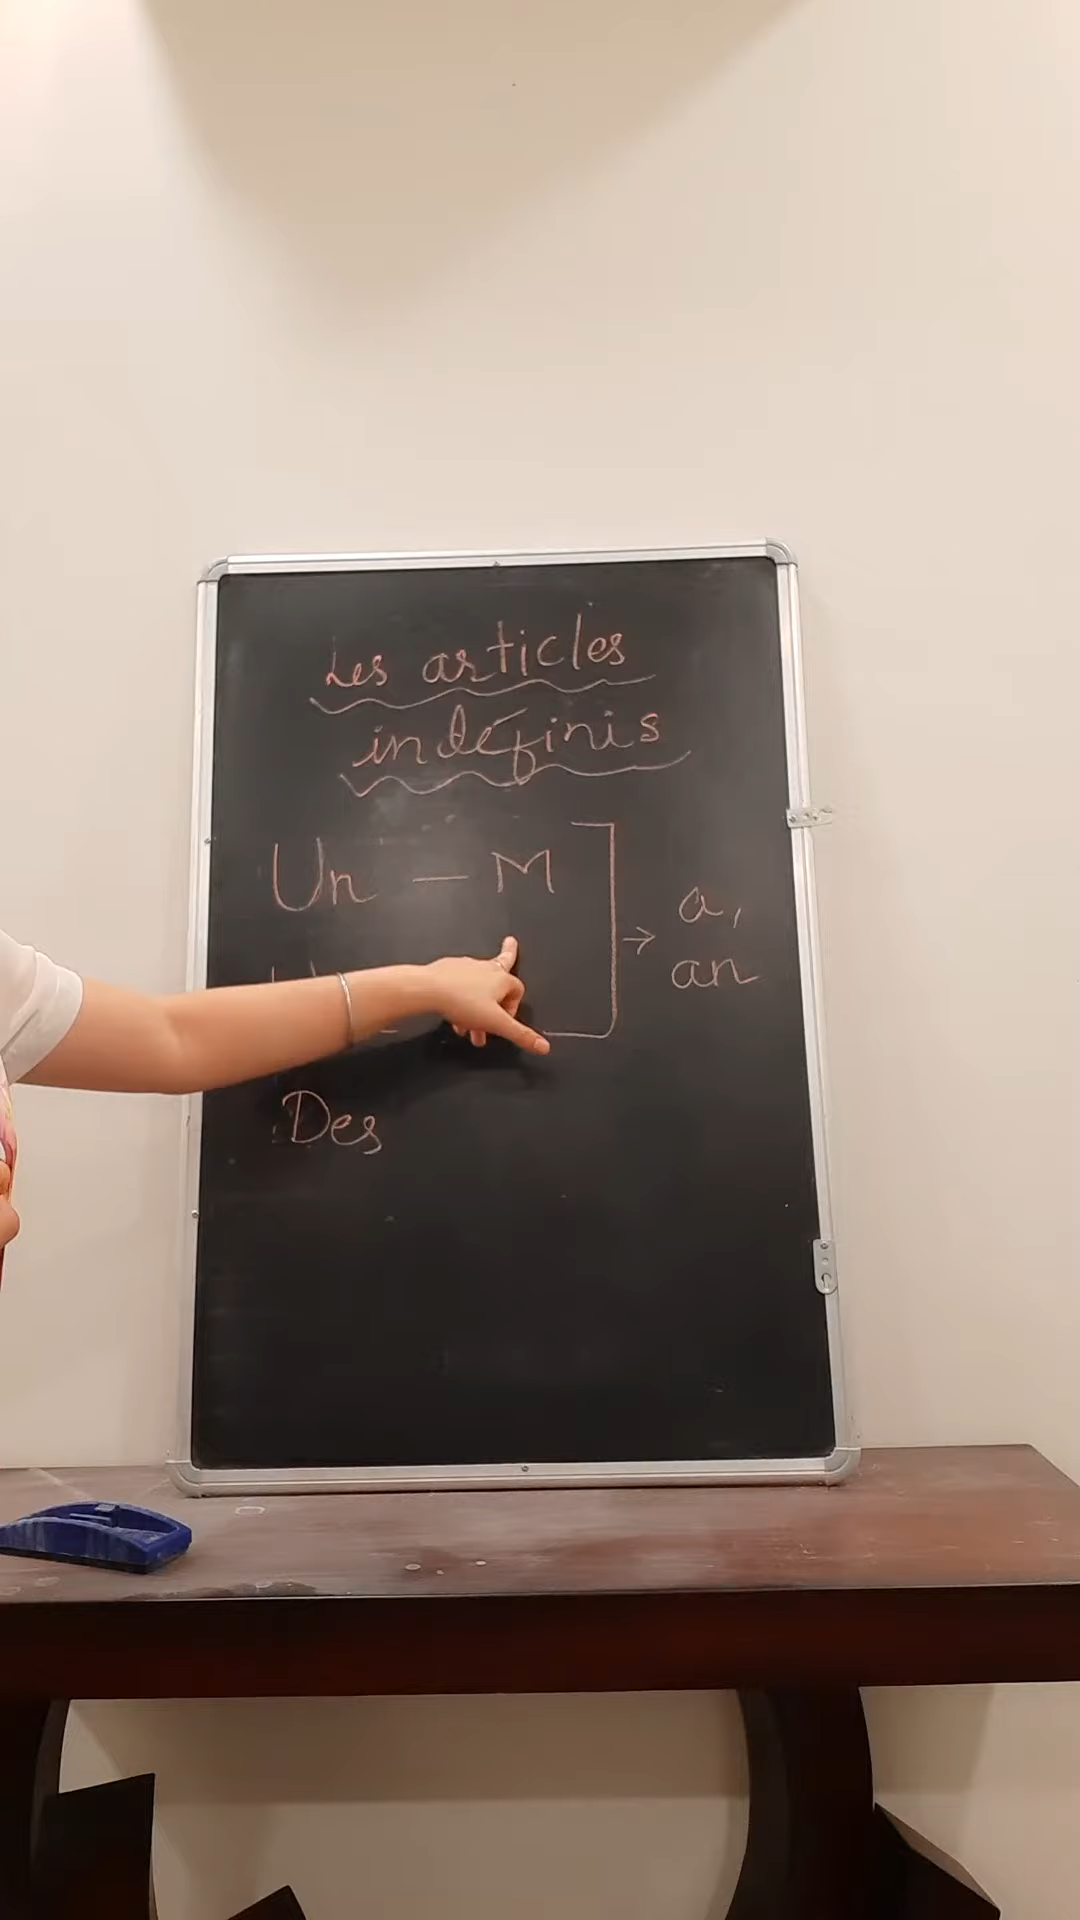 Les articles
indéfinis
Un — M
a,
→ an
Des